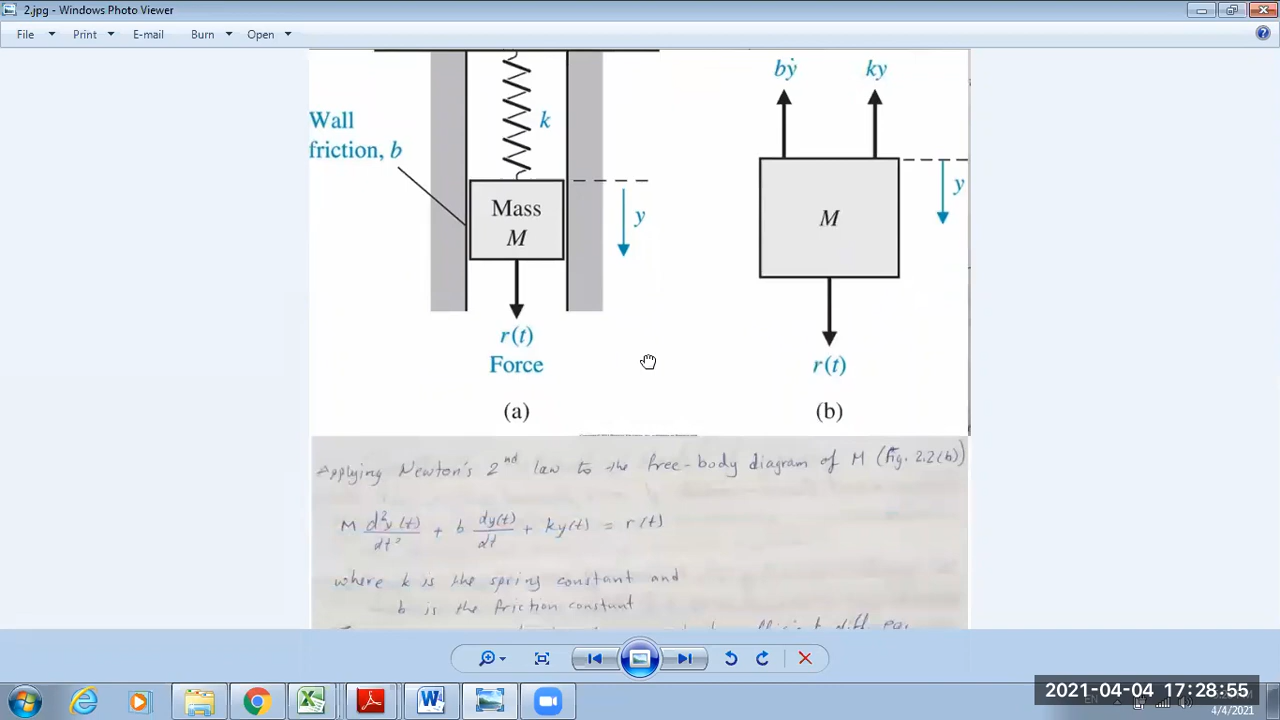 2.jpg - Windows Photo Viewer
File Print E-mail Burn Open
bẏ ky
Wall
friction, b
k
y
Mass
M
y
M
r(t)
Force
r(t)
(a) (b)
Applying Newton's 2nd law to the free-body diagram of M (Fig. 2.2(b))
M d²y(t)/dt² + b dy(t)/dt + ky(t) = r(t)
where k is the spring constant and
b is the friction constant
diff. eq.
2021-04-04 17:28:55
4/4/2021